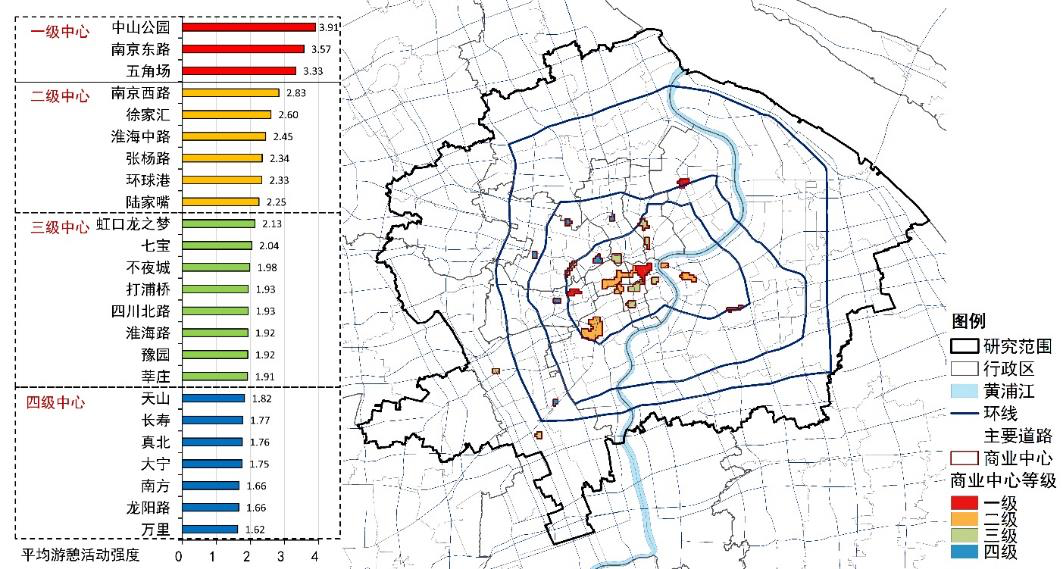 一级中心
中山公园 3.91
南京东路 3.57
五角场 3.33
二级中心
南京西路 2.83
徐家汇 2.60
淮海中路 2.45
张杨路 2.34
环球港 2.33
陆家嘴 2.25
三级中心
虹口龙之梦 2.13
七宝 2.04
不夜城 1.98
打浦桥 1.93
四川北路 1.93
淮海路 1.92
豫园 1.92
莘庄 1.91
四级中心
天山 1.82
长寿 1.77
真北 1.76
大宁 1.75
南方 1.66
龙阳路 1.66
万里 1.62
平均游憩活动强度 0 1 2 3 4
图例
研究范围
行政区
黄浦江
环线
主要道路
商业中心
商业中心等级
一级
二级
三级
四级